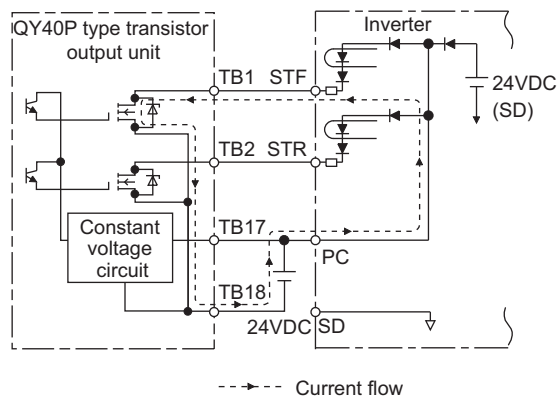 QY40P type transistor
output unit
Inverter
TB1 STF
24VDC
(SD)
TB2 STR
Constant
voltage
circuit
TB17
PC
TB18
24VDC SD
Current flow